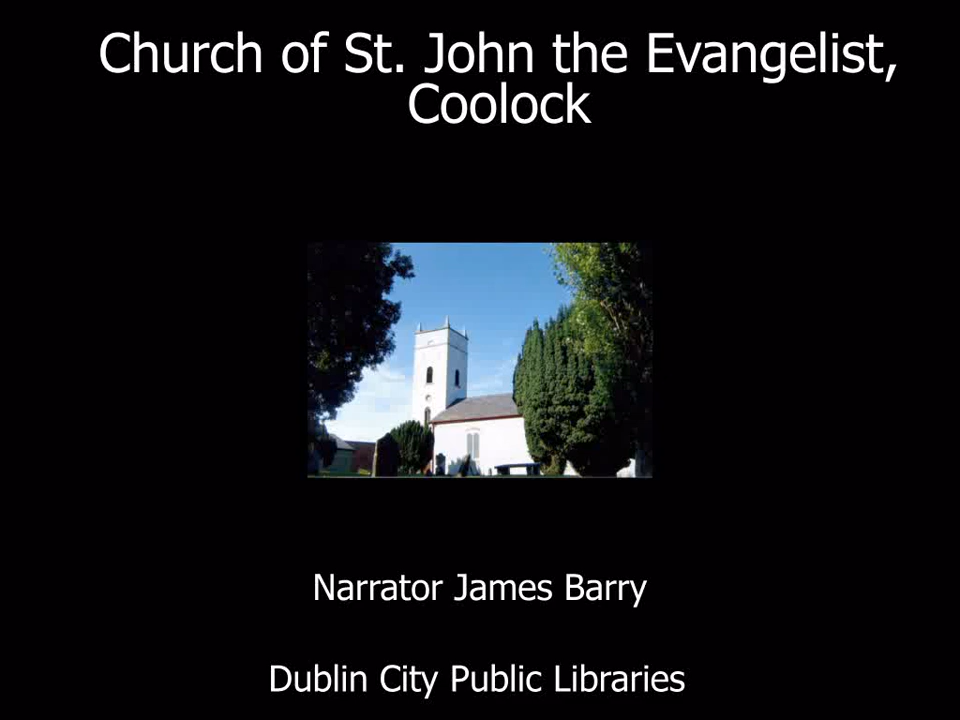 Church of St. John the Evangelist,
Coolock
Narrator James Barry
Dublin City Public Libraries